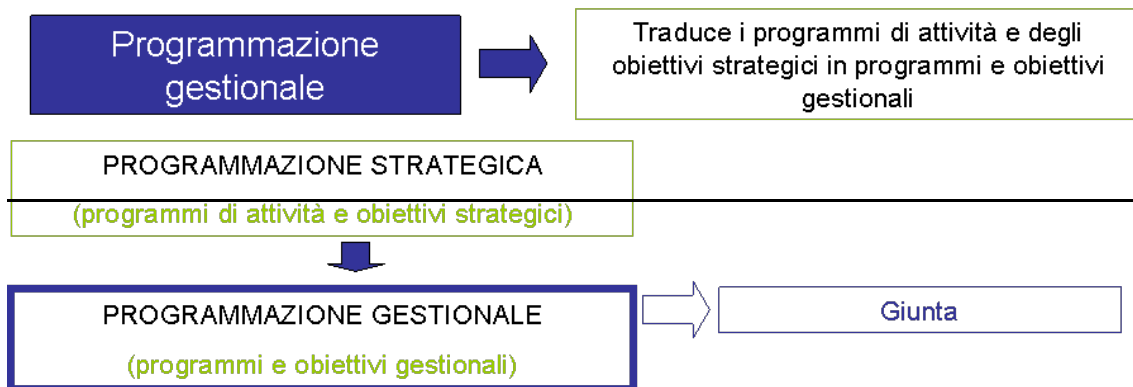 Programmazione
gestionale
Traduce i programmi di attività e degli
obiettivi strategici in programmi e obiettivi
gestionali
PROGRAMMAZIONE STRATEGICA
(programmi di attività e obiettivi strategici)
PROGRAMMAZIONE GESTIONALE
(programmi e obiettivi gestionali)
Giunta